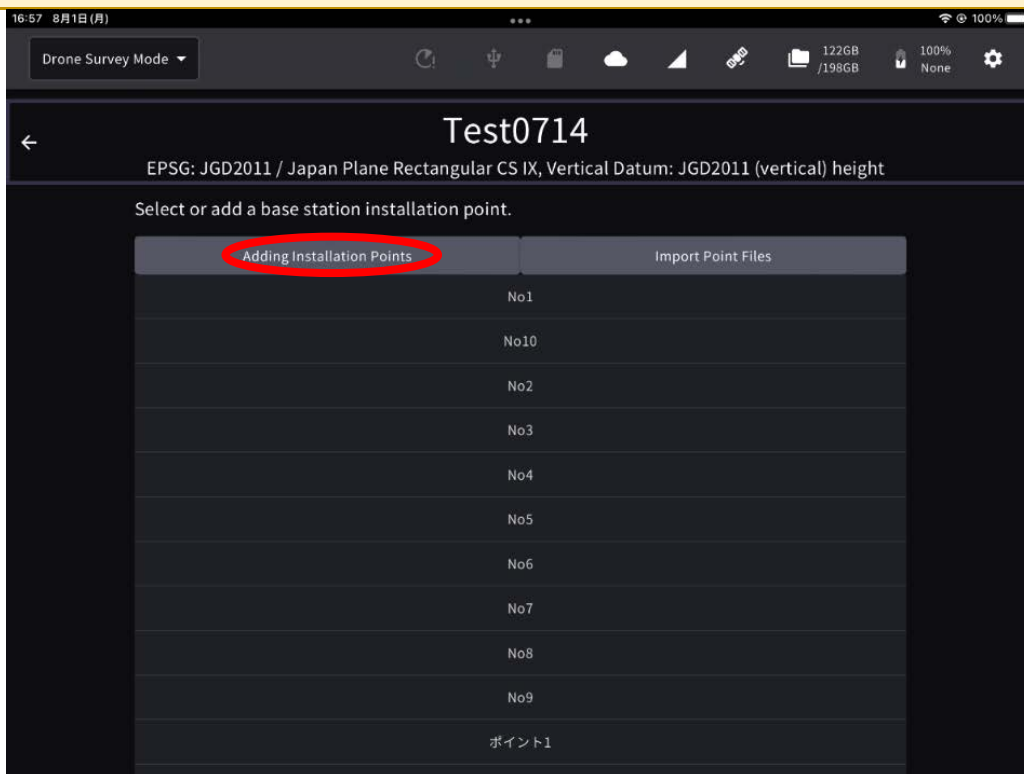 16:57 8月1日(月) 100%
Drone Survey Mode 122GB /198GB 100% None
Test0714
EPSG: JGD2011 / Japan Plane Rectangular CS IX, Vertical Datum: JGD2011 (vertical) height
Select or add a base station installation point.
Adding Installation Points Import Point Files
No1
No10
No2
No3
No4
No5
No6
No7
No8
No9
ポイント1